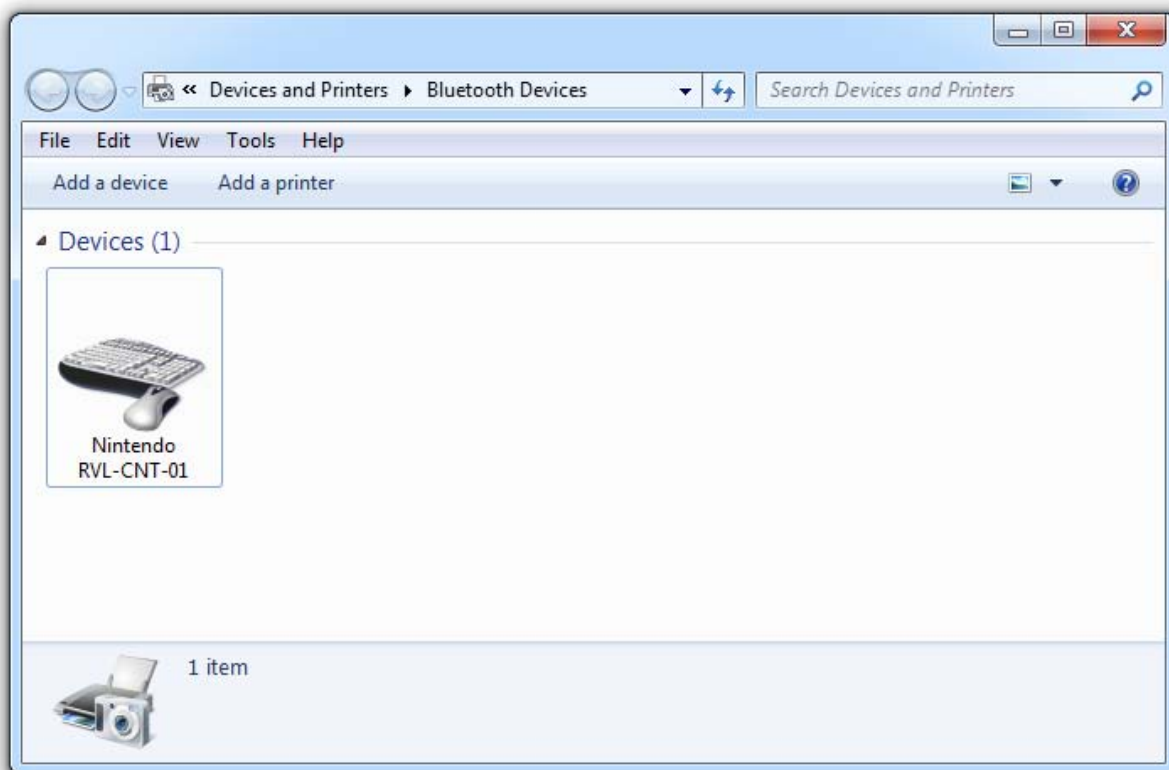 « Devices and Printers ▸ Bluetooth Devices
Search Devices and Printers
File Edit View Tools Help
Add a device Add a printer
Devices (1)
Nintendo
RVL-CNT-01
1 item